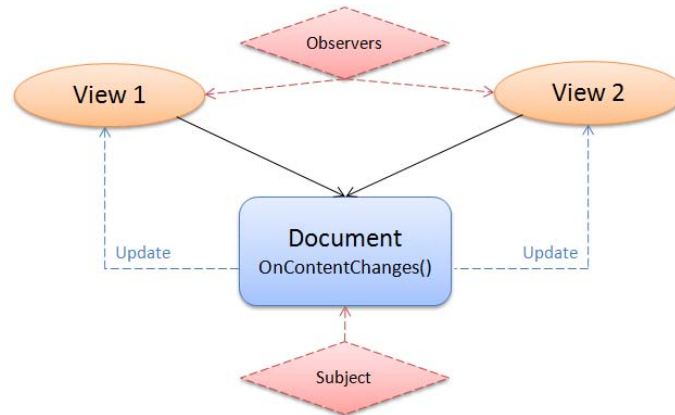 Observers
View 1
View 2
Document
OnContentChanges()
Update
Update
Subject